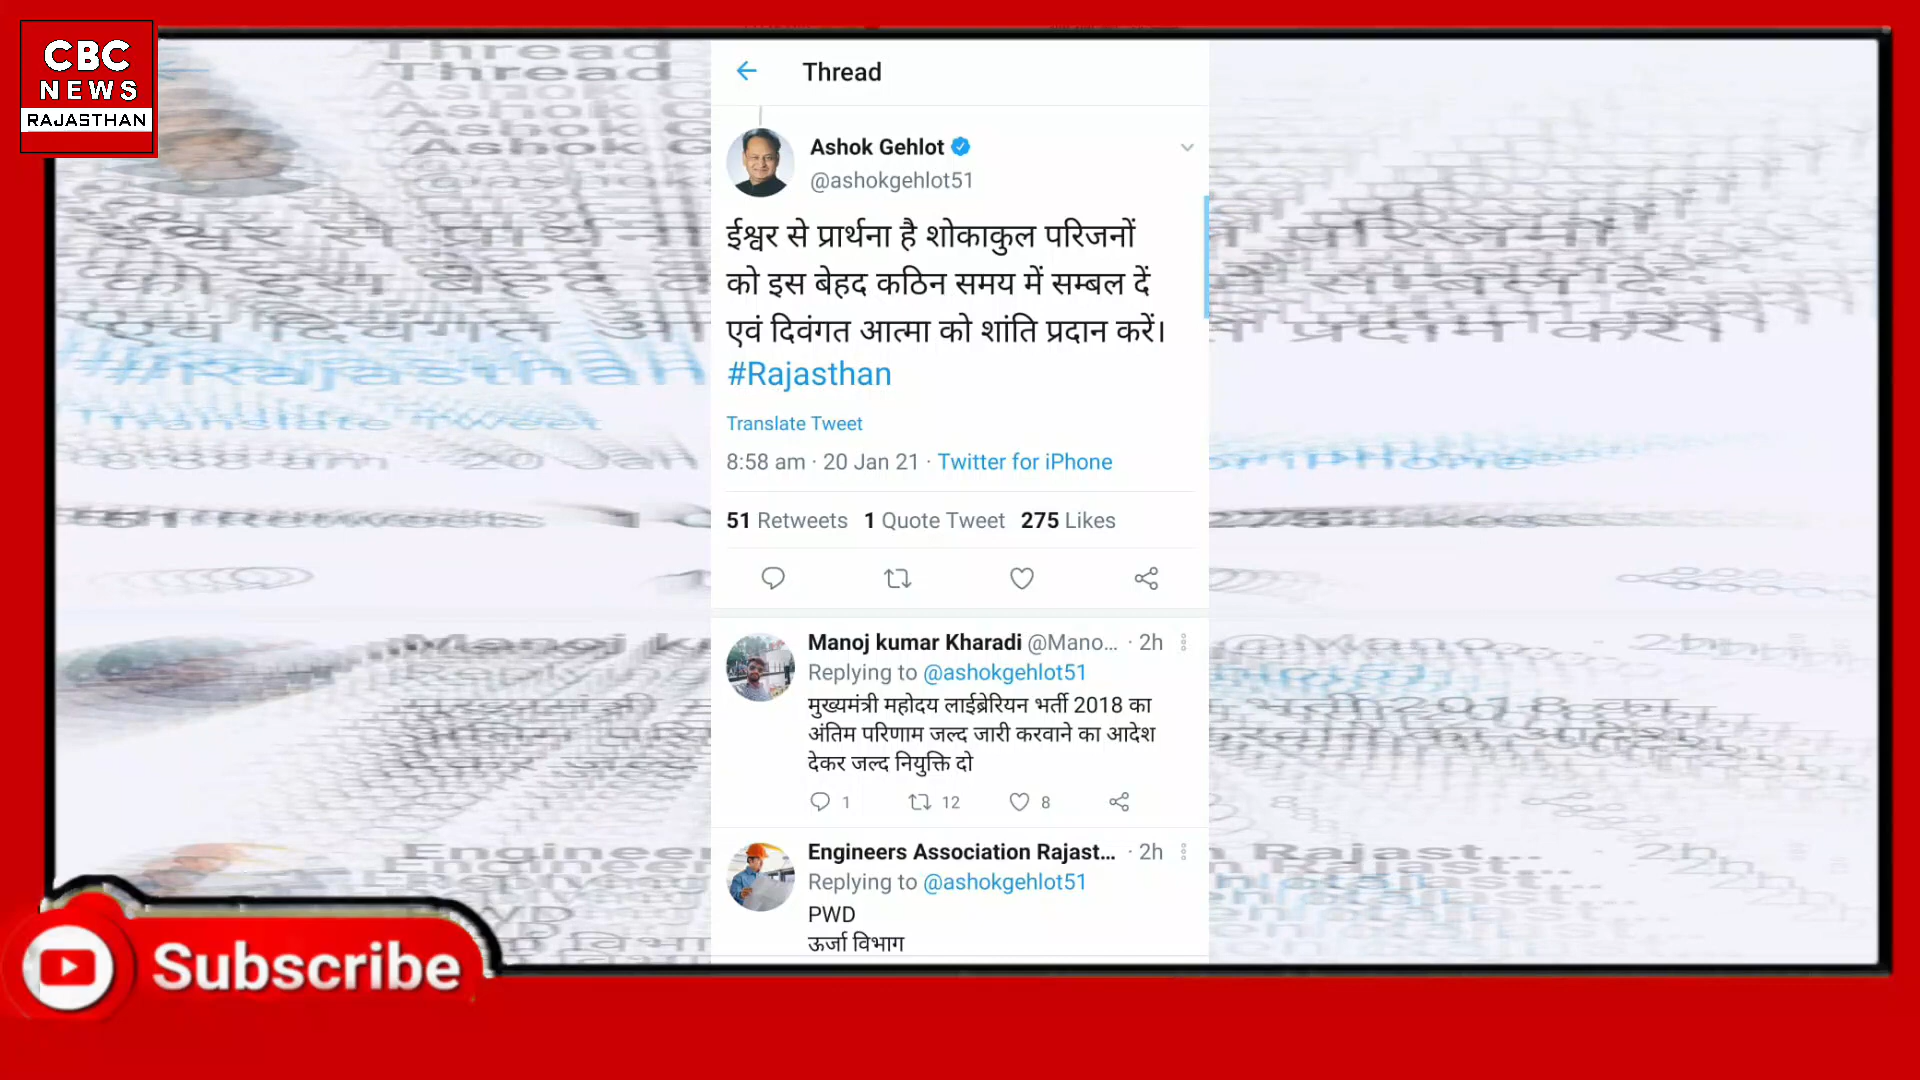 CBC
NEWS
RAJASTHAN
Thread
Ashok Gehlot
@ashokgehlot51
ईश्वर से प्रार्थना है शोकाकुल परिजनों
को इस बेहद कठिन समय में सम्बल दें
एवं दिवंगत आत्मा को शांति प्रदान करें।
#Rajasthan
Translate Tweet
8:58 am · 20 Jan 21 · Twitter for iPhone
51 Retweets 1 Quote Tweet 275 Likes
Manoj kumar Kharadi @Mano... · 2h
Replying to @ashokgehlot51
मुख्यमंत्री महोदय लाईब्रेरियन भर्ती 2018 का
अंतिम परिणाम जल्द जारी करवाने का आदेश
देकर जल्द नियुक्ति दो
1 12 8
Engineers Association Rajast... · 2h
Replying to @ashokgehlot51
PWD
ऊर्जा विभाग
Subscribe